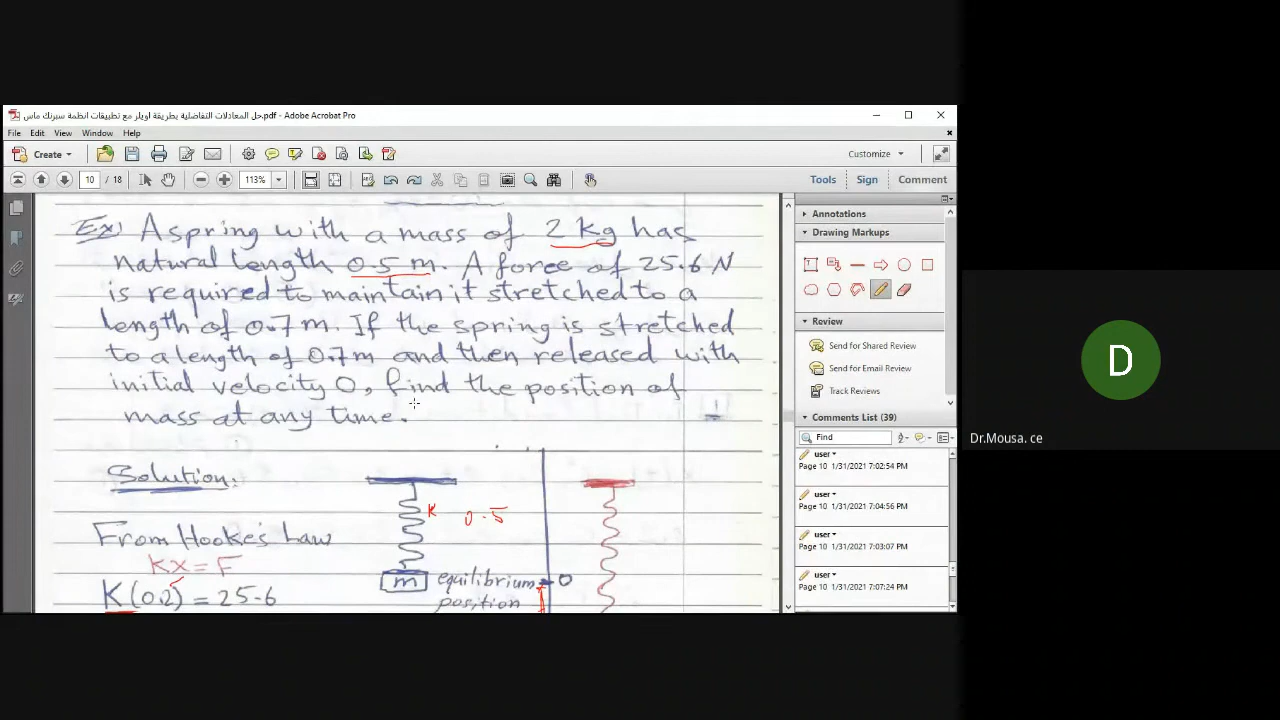 حل المعادلات التفاضلية بطريقة اويلر مع تطبيقات انظمة سبرنك ماس.pdf - Adobe Acrobat Pro
File Edit View Window Help
Create Customize
10 / 18 113% Tools Sign Comment
Ex) A spring with a mass of 2 kg has
natural length 0.5 m. A force of 25.6 N
is required to maintain it stretched to a
length of 0.7 m. If the spring is stretched
to a length of 0.7 m and then released with
initial velocity 0, find the position of
mass at any time.
Solution.
From Hooke's Law
Kx = F
K(0.2) = 25.6
K 0.5
m equilibrium
position
0
Annotations
Drawing Markups
Review
Send for Shared Review
Send for Email Review
Track Reviews
Comments List (39)
Find
user
Page 10 1/31/2021 7:02:54 PM
user
Page 10 1/31/2021 7:04:56 PM
user
Page 10 1/31/2021 7:03:07 PM
user
Page 10 1/31/2021 7:07:24 PM
D
Dr.Mousa. ce